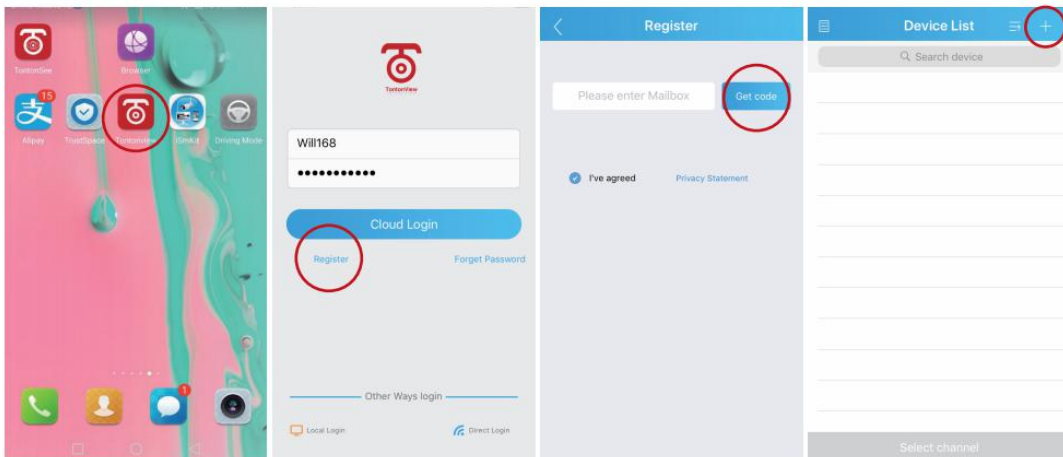 TontonSee
Browser
支
15
Alipay
TrustSpace
TontonView
iSmKit
Driving Mode
1
TontonView
Will168
Cloud Login
Register
Forget Password
Other Ways login
Local Login
Direct Login
Register
Please enter Mailbox
Get code
I've agreed
Privacy Statement
Device List
Search device
Select channel